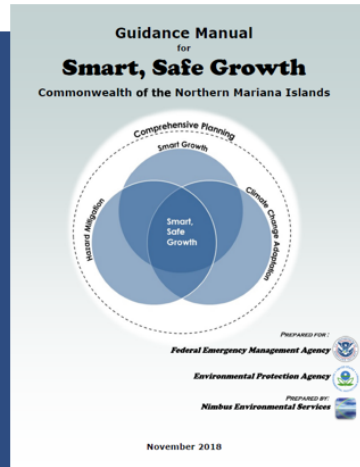 Guidance Manual
for
Smart, Safe Growth
Commonwealth of the Northern Mariana Islands
Comprehensive Planning
Smart Growth
Hazard Mitigation
Climate Change Adaptation
Smart,
Safe
Growth
PREPARED FOR:
Federal Emergency Management Agency
Environmental Protection Agency
PREPARED BY:
Nimbus Environmental Services
November 2018